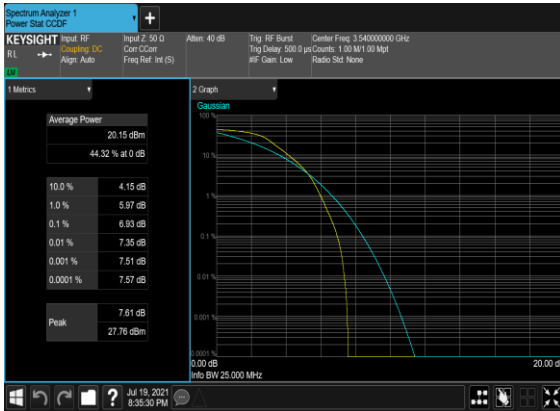 Spectrum Analyzer 1
Power Stat CCDF
KEYSIGHT
Input: RF
Input Z: 50 Ω
Atten: 40 dB
Trig: RF Burst
Center Freq: 3.540000000 GHz
RL
Coupling: DC
Corr CCorr
Trig Delay: 500.0 µs
Counts: 1.00 M/1.00 Mpt
Align: Auto
Freq Ref: Int (S)
#IF Gain: Low
Radio Std: None
1 Metrics
2 Graph
Gaussian
Average Power
20.15 dBm
44.32 % at 0 dB
10.0 % 4.15 dB
1.0 % 5.97 dB
0.1 % 6.93 dB
0.01 % 7.35 dB
0.001 % 7.51 dB
0.0001 % 7.57 dB
Peak
7.61 dB
27.76 dBm
100 %
10 %
1 %
0.1 %
0.01 %
0.001 %
0.0001 %
0.00 dB
20.00 d
Info BW 25.000 MHz
Jul 19, 2021
8:35:30 PM